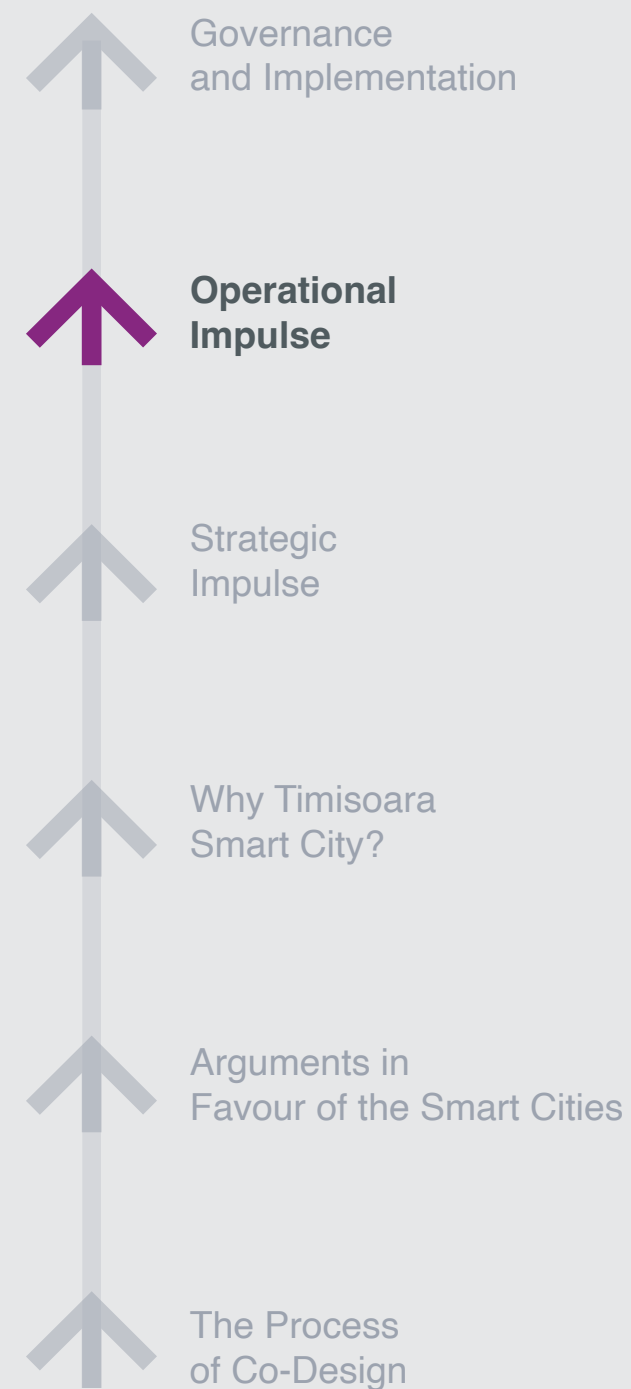 Governance
and Implementation
Operational
Impulse
Strategic
Impulse
Why Timisoara
Smart City?
Arguments in
Favour of the Smart Cities
The Process
of Co-Design